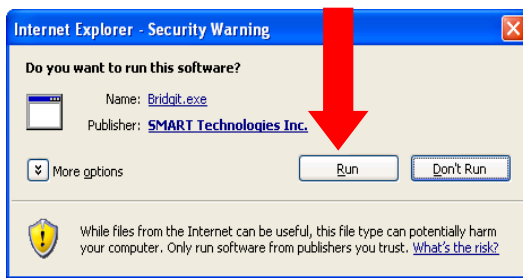 Internet Explorer - Security Warning
Do you want to run this software?
Name: Bridgit.exe
Publisher: SMART Technologies Inc.
More options
Run
Don't Run
While files from the Internet can be useful, this file type can potentially harm
your computer. Only run software from publishers you trust. What's the risk?